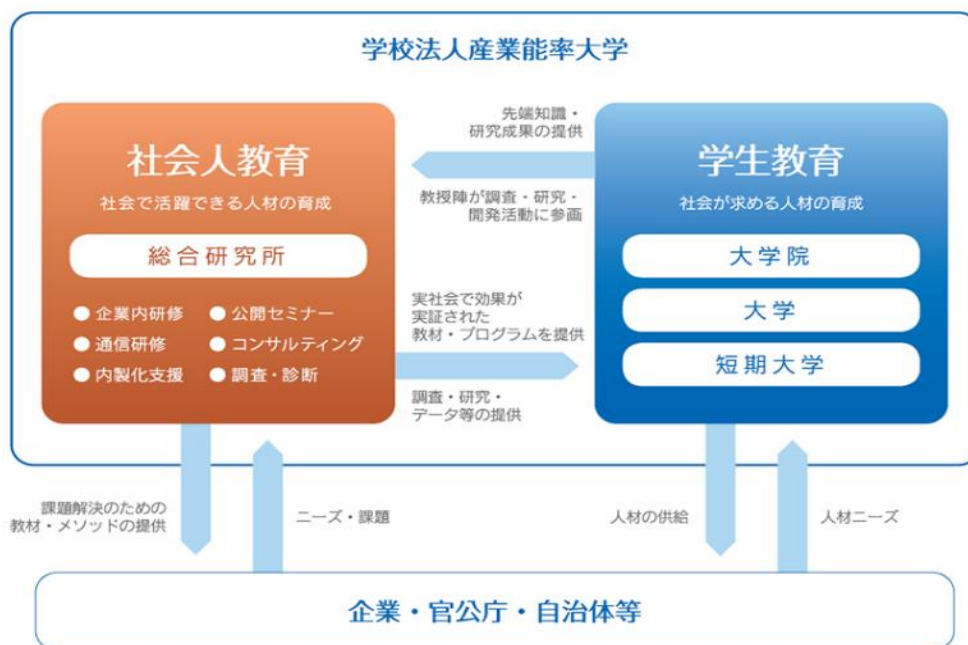 学校法人産業能率大学
社会人教育
社会で活躍できる人材の育成
総合研究所
● 企業内研修
● 公開セミナー
● 通信研修
● コンサルティング
● 内製化支援
● 調査・診断
先端知識・
研究成果の提供
教授陣が調査・研究・
開発活動に参画
実社会で効果が
実証された
教材・プログラムを提供
調査・研究・
データ等の提供
学生教育
社会が求める人材の育成
大学院
大学
短期大学
課題解決のための
教材・メソッドの提供
ニーズ・課題
人材の供給
人材ニーズ
企業・官公庁・自治体等